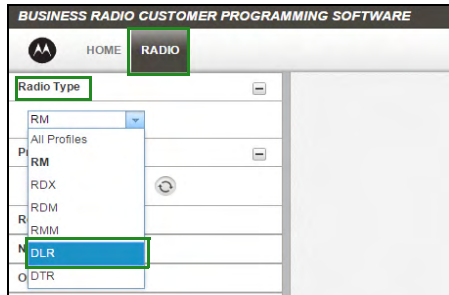 BUSINESS RADIO CUSTOMER PROGRAMMING SOFTWARE
HOME RADIO
Radio Type
RM
All Profiles
P
RM
RDX
RDM
R
RMM
N
DLR
O
DTR